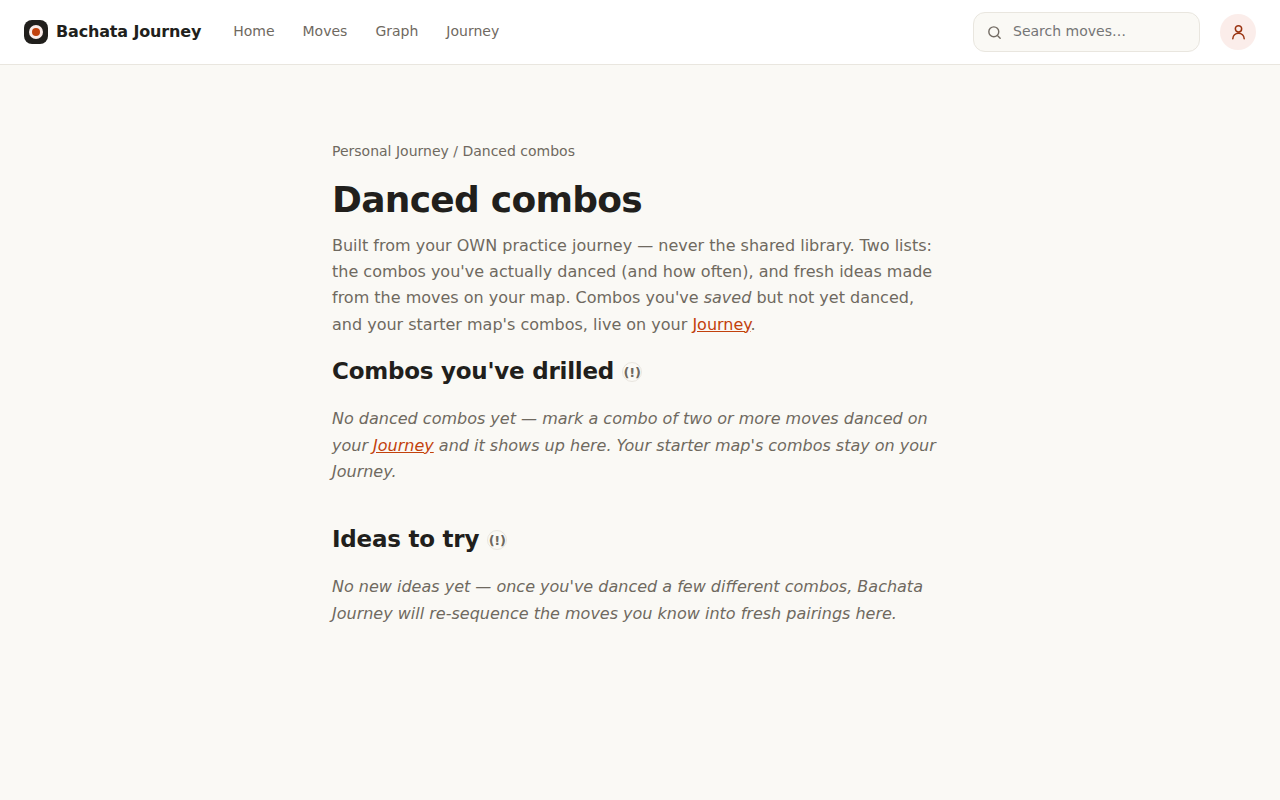 Bachata Journey
Home
Moves
Graph
Journey
Search moves...
Personal Journey / Danced combos
Danced combos
Built from your OWN practice journey — never the shared library. Two lists:
the combos you've actually danced (and how often), and fresh ideas made
from the moves on your map. Combos you've saved but not yet danced,
and your starter map's combos, live on your Journey.
Combos you've drilled (!)
No danced combos yet — mark a combo of two or more moves danced on
your Journey and it shows up here. Your starter map's combos stay on your
Journey.
Ideas to try (!)
No new ideas yet — once you've danced a few different combos, Bachata
Journey will re-sequence the moves you know into fresh pairings here.